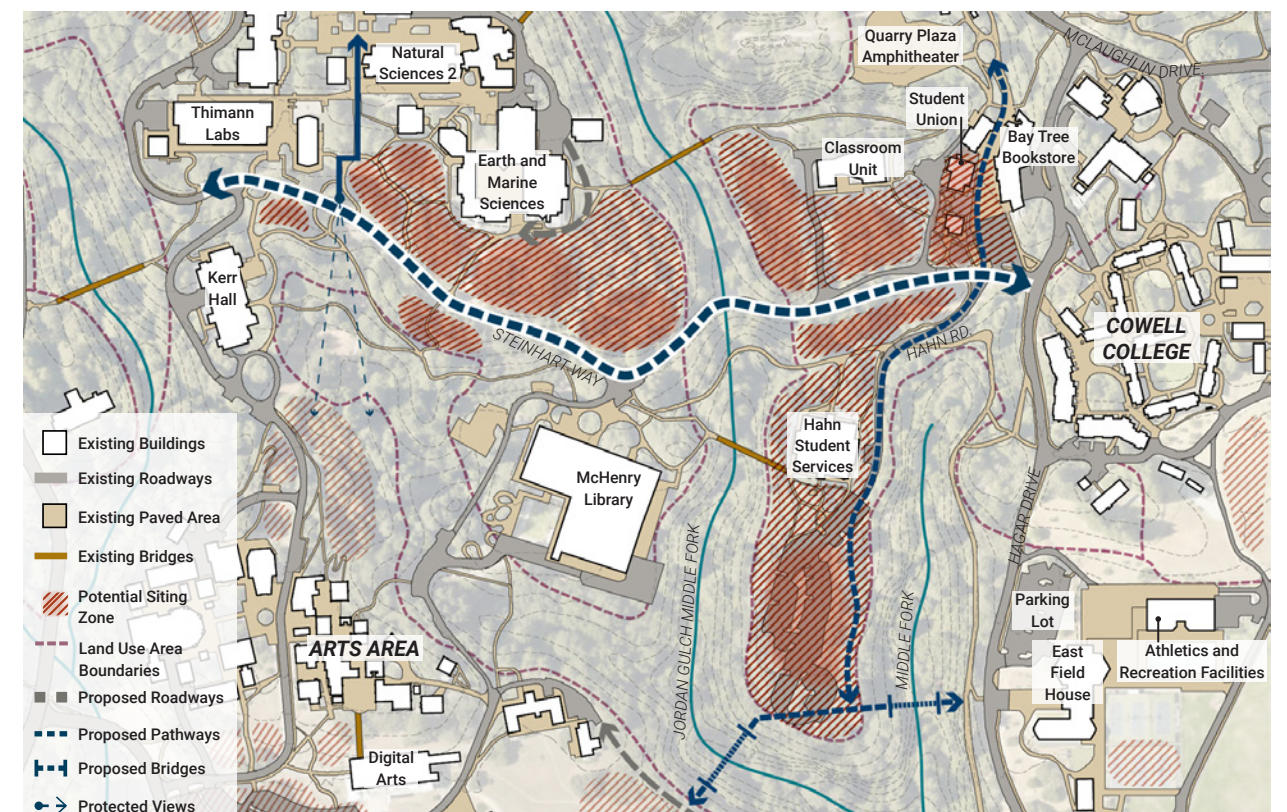 Natural
Sciences 2
Thimann
Labs
Earth and
Marine
Sciences
Quarry Plaza
Amphitheater
MCLAUGHLIN DRIVE
Student
Union
Bay Tree
Bookstore
Classroom
Unit
Kerr
Hall
STEINHART WAY
HAHN RD.
COWELL
COLLEGE
Hahn
Student
Services
McHenry
Library
JORDAN GULCH MIDDLE FORK
MIDDLE FORK
HAGAR DRIVE
Parking
Lot
East
Field
House
Athletics and
Recreation Facilities
ARTS AREA
Digital
Arts
Existing Buildings
Existing Roadways
Existing Paved Area
Existing Bridges
Potential Siting
Zone
Land Use Area
Boundaries
Proposed Roadways
Proposed Pathways
Proposed Bridges
Protected Views